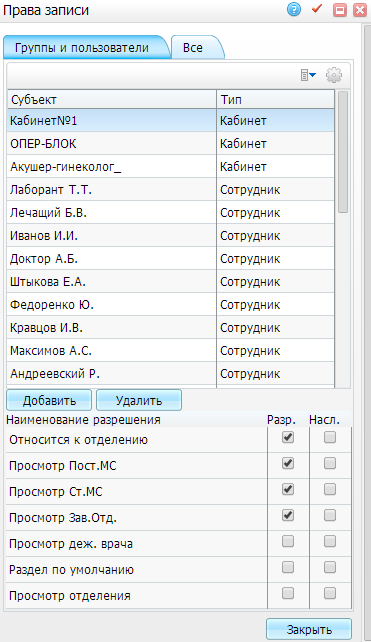 Права записи
Группы и пользователи Все
Субъект Тип
Кабинет№1 Кабинет
ОПЕР-БЛОК Кабинет
Акушер-гинеколог_ Кабинет
Лаборант Т.Т. Сотрудник
Лечащий Б.В. Сотрудник
Иванов И.И. Сотрудник
Доктор А.Б. Сотрудник
Штыкова Е.А. Сотрудник
Федоренко Ю. Сотрудник
Кравцов И.В. Сотрудник
Максимов А.С. Сотрудник
Андреевский Р. Сотрудник
Добавить Удалить
Наименование разрешения Разр. Насл.
Относится к отделению
Просмотр Пост.МС
Просмотр Ст.МС
Просмотр Зав.Отд.
Просмотр деж. врача
Раздел по умолчанию
Просмотр отделения
Закрыть